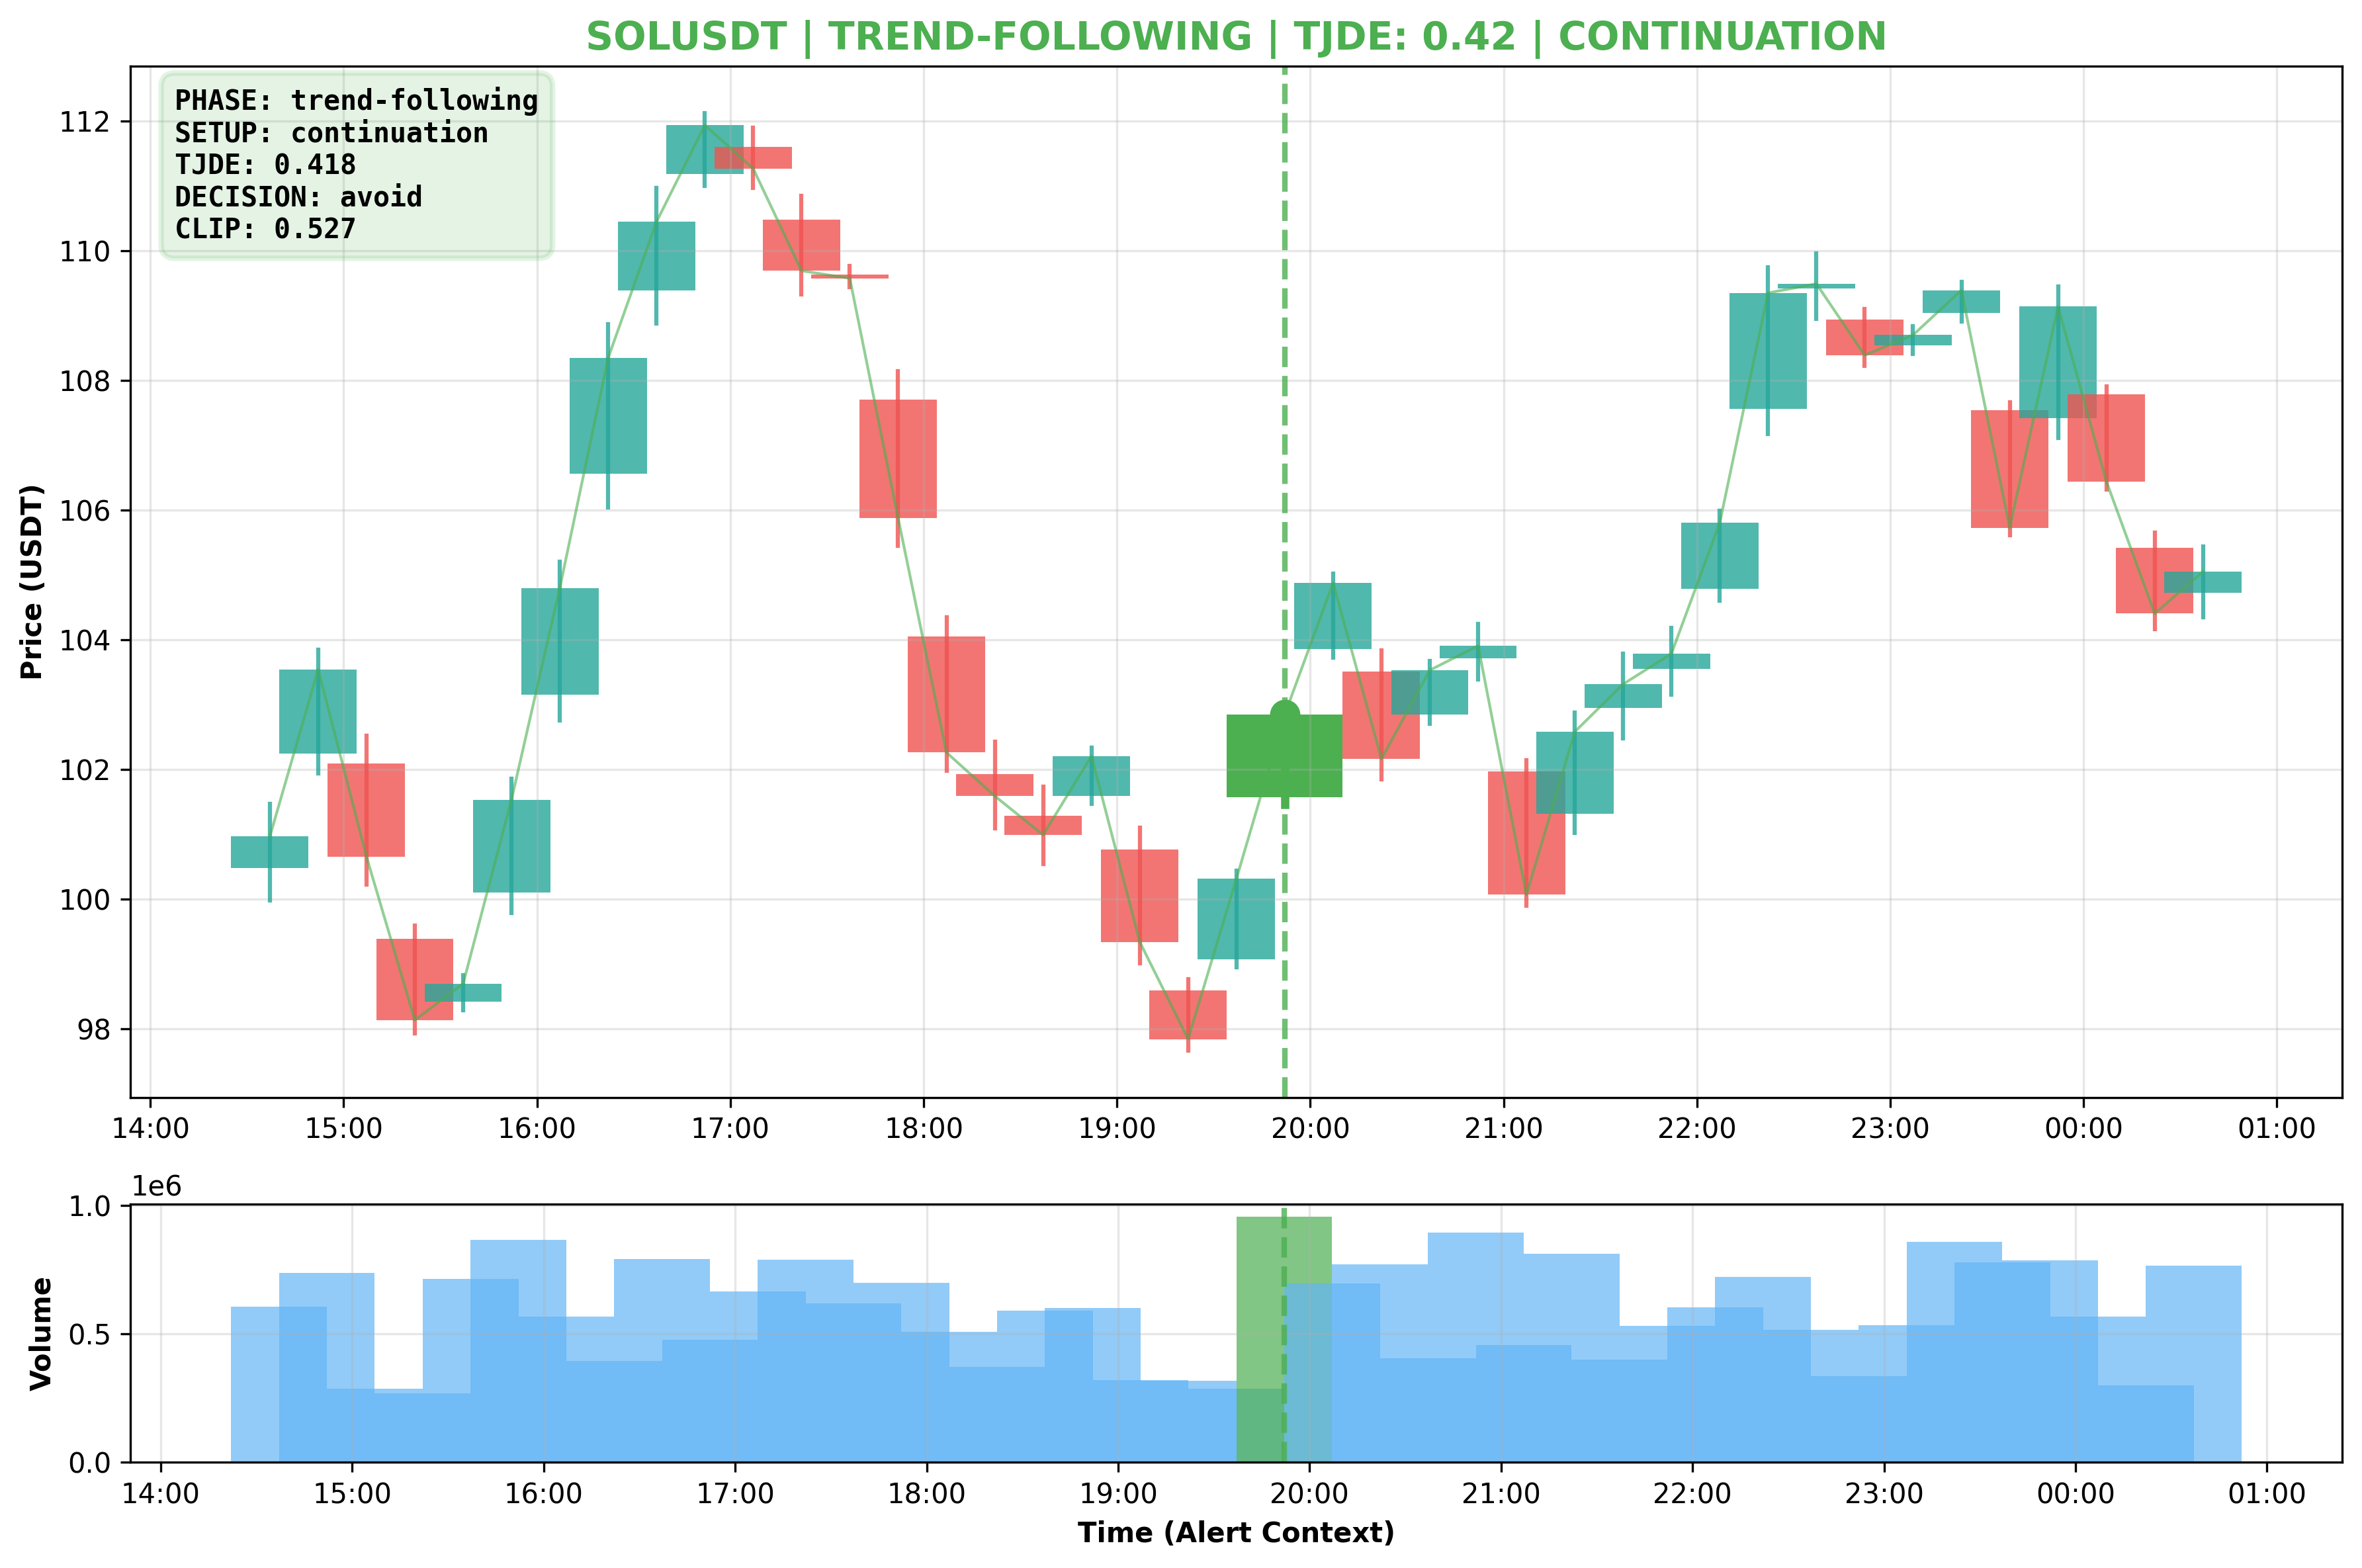 SOLUSDT | TREND-FOLLOWING | TJDE: 0.42 | CONTINUATION
PHASE: trend-following
SETUP: continuation
TJDE: 0.418
DECISION: avoid
CLIP: 0.527
Price (USDT)
112
110
108
106
104
102
100
98
14:00 15:00 16:00 17:00 18:00 19:00 20:00 21:00 22:00 23:00 00:00 01:00
1e6
Volume
1.0
0.5
0.0
14:00 15:00 16:00 17:00 18:00 19:00 20:00 21:00 22:00 23:00 00:00 01:00
Time (Alert Context)